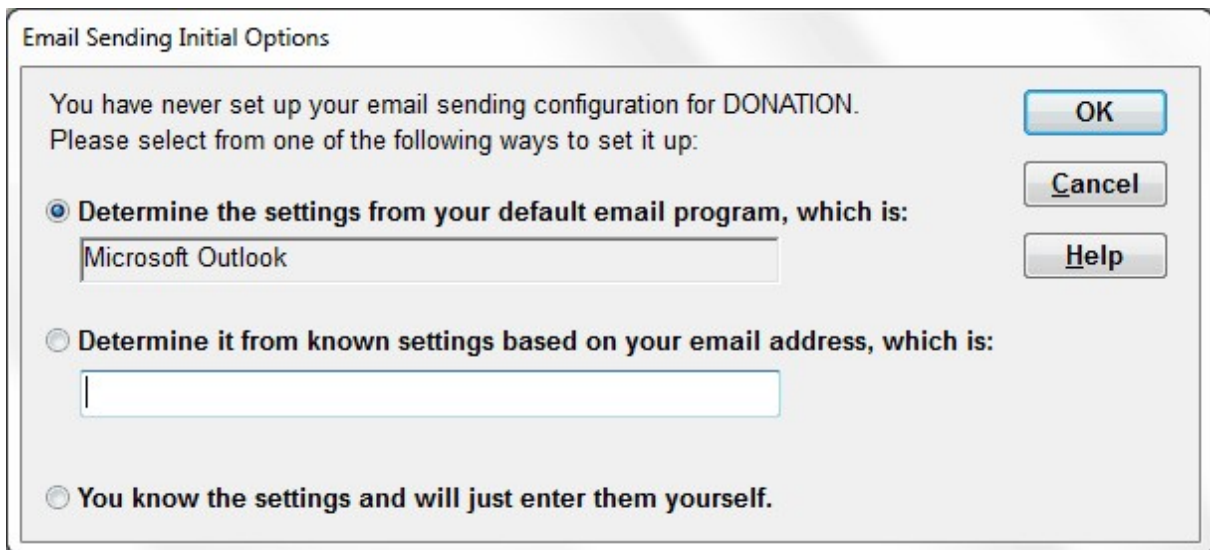 Email Sending Initial Options
You have never set up your email sending configuration for DONATION.
Please select from one of the following ways to set it up:
OK
Cancel
Help
Determine the settings from your default email program, which is:
Microsoft Outlook
Determine it from known settings based on your email address, which is:
You know the settings and will just enter them yourself.